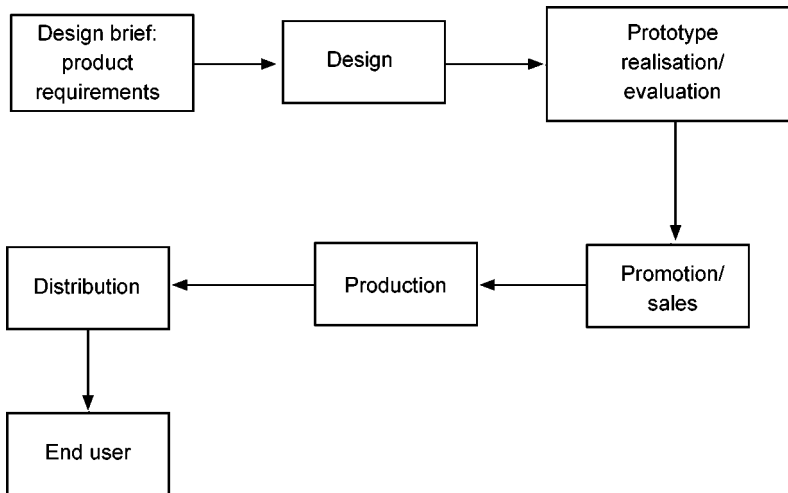 Design brief:
product
requirements
Design
Prototype
realisation/
evaluation
Promotion/
sales
Production
Distribution
End user